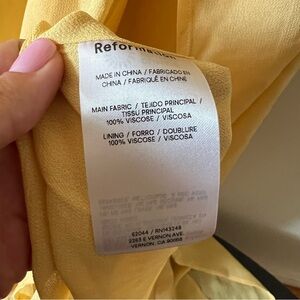 Reformation
MADE IN CHINA / FABRICADO EN
CHINA / FABRIQUÉ EN CHINE
MAIN FABRIC / TEJIDO PRINCIPAL /
TISSU PRINCIPAL
100% VISCOSE / VISCOSA
LINING / FORRO / DOUBLURE
100% VISCOSE / VISCOSA
62044 / RN143248
2263 E VERNON AVE.
VERNON, CA 90058